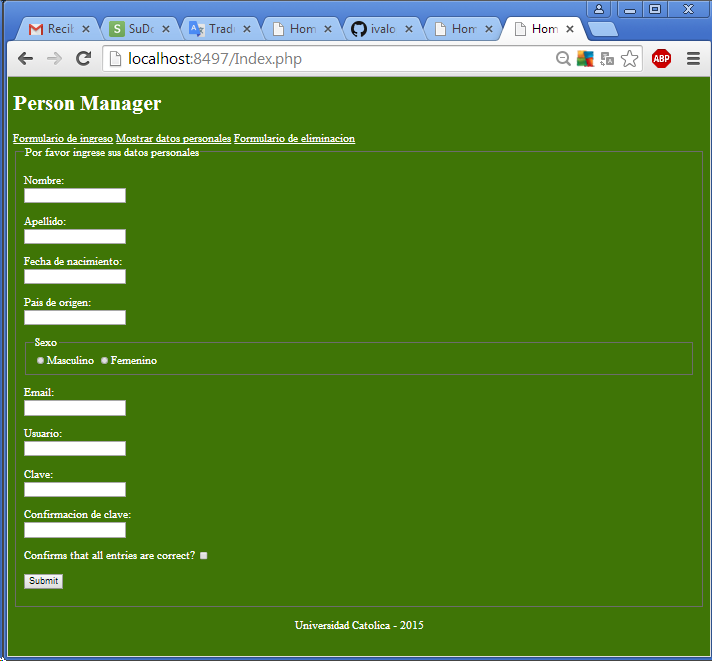 Recib
SuDo
Tradu
Hom
ivalo
Hom
Hom
localhost:8497/Index.php
ABP
Person Manager
Formulario de ingreso Mostrar datos personales Formulario de eliminacion
Por favor ingrese sus datos personales
Nombre:
Apellido:
Fecha de nacimiento:
Pais de origen:
Sexo
Masculino Femenino
Email:
Usuario:
Clave:
Confirmacion de clave:
Confirms that all entries are correct?
Submit
Universidad Catolica - 2015